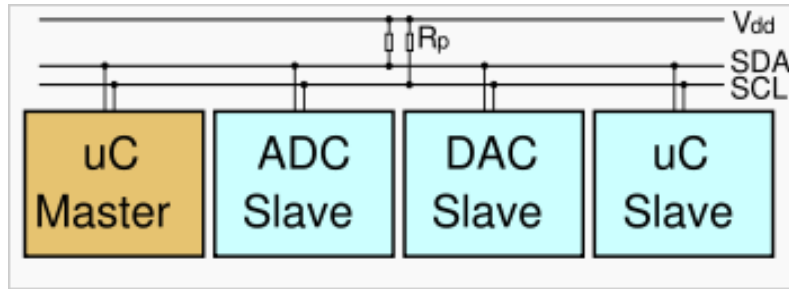 Vdd
Rp
SDA
SCL
uC
Master
ADC
Slave
DAC
Slave
uC
Slave